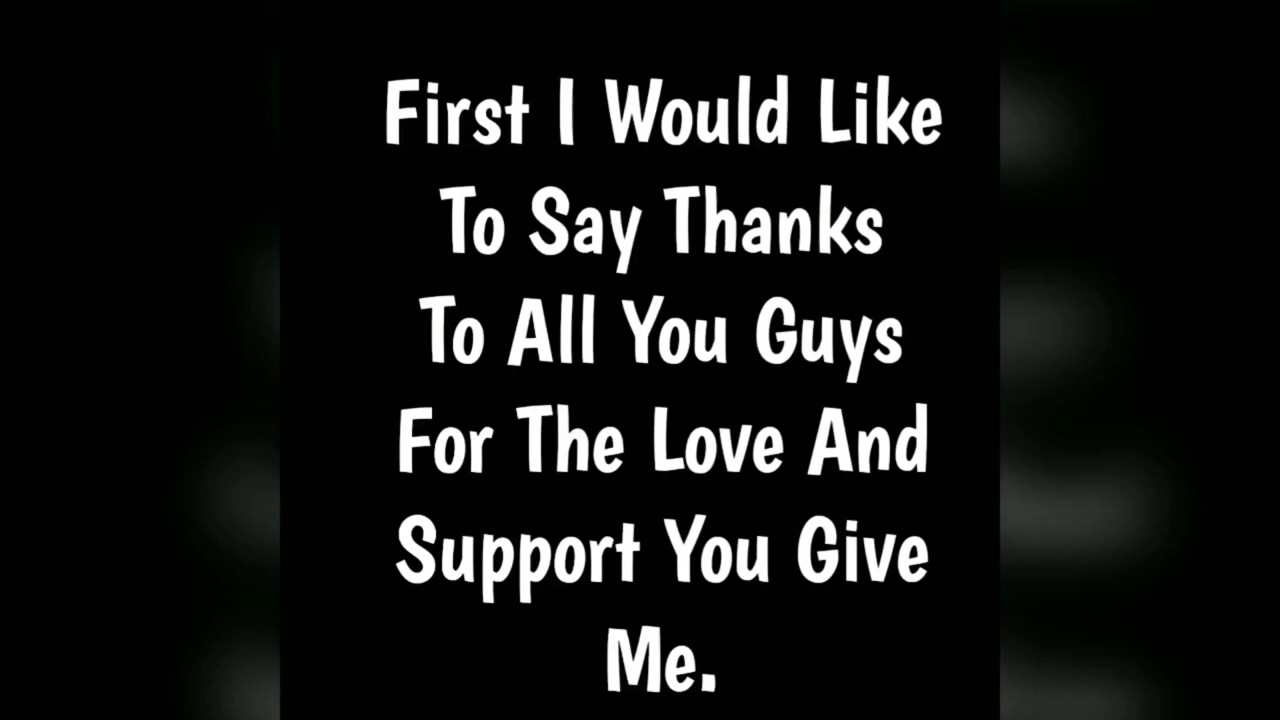 First I Would Like
To Say Thanks
To All You Guys
For The Love And
Support You Give
Me.